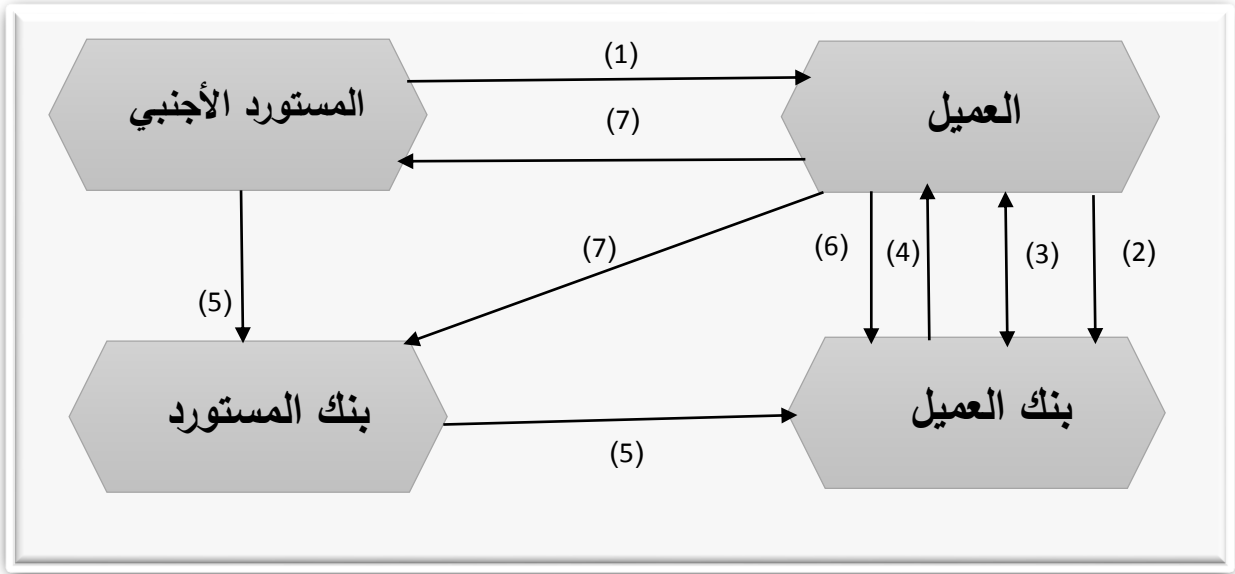 (1)
العميل
المستورد الأجنبي
(7)
(2)
(3)
(4)
(6)
(7)
(5)
بنك العميل
بنك المستورد
(5)